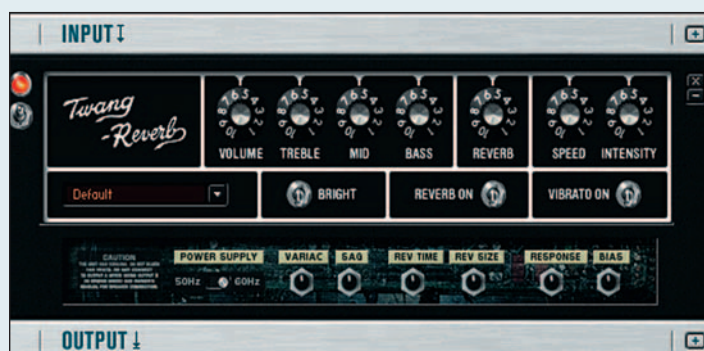 INPUT
Twang
-Reverb
VOLUME TREBLE MID BASS REVERB SPEED INTENSITY
Default
BRIGHT
REVERB ON
VIBRATO ON
CAUTION
POWER SUPPLY
50Hz 60Hz
VARIAC
SAG
REV TIME
REV SIZE
RESPONSE
BIAS
OUTPUT